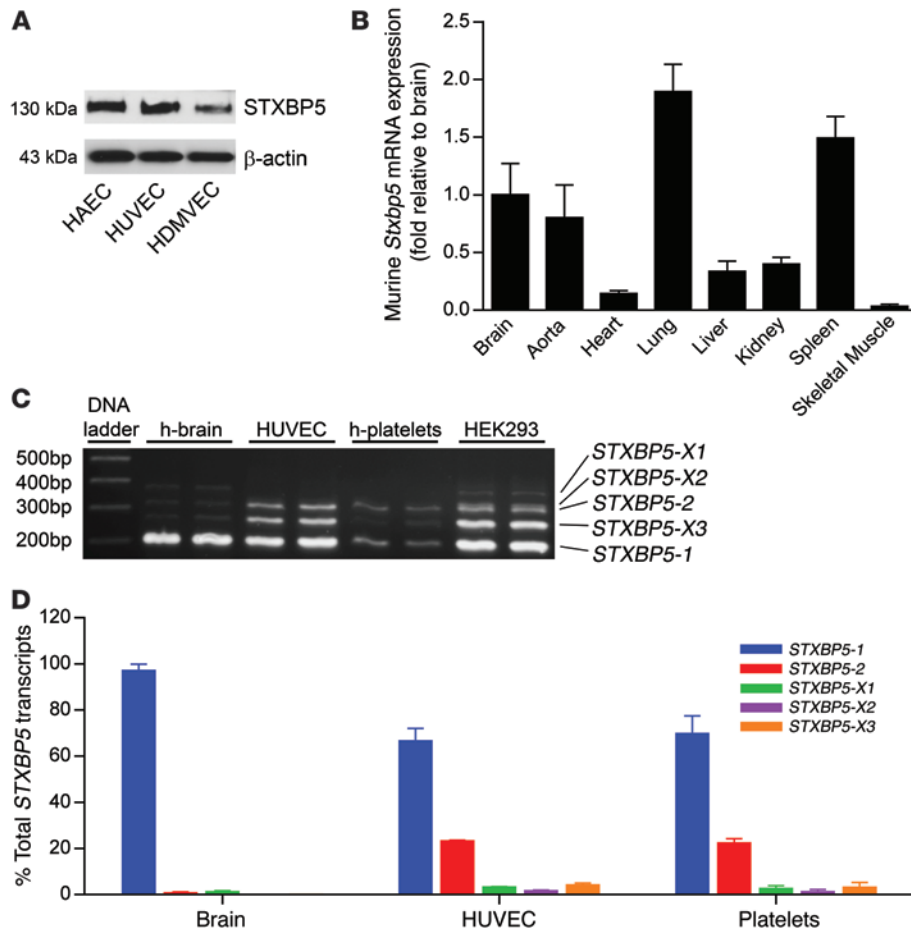 A
130 kDa
STXBP5
43 kDa
β-actin
HAEC
HUVEC
HDMVEC
B
Murine Stxbp5 mRNA expression
(fold relative to brain)
2.5
2.0
1.5
1.0
0.5
0.0
Brain
Aorta
Heart
Lung
Liver
Kidney
Spleen
Skeletal Muscle
C
DNA
ladder
h-brain
HUVEC
h-platelets
HEK293
500bp
400bp
300bp
200bp
STXBP5-X1
STXBP5-X2
STXBP5-2
STXBP5-X3
STXBP5-1
D
% Total STXBP5 transcripts
120
100
80
60
40
20
0
Brain
HUVEC
Platelets
STXBP5-1
STXBP5-2
STXBP5-X1
STXBP5-X2
STXBP5-X3